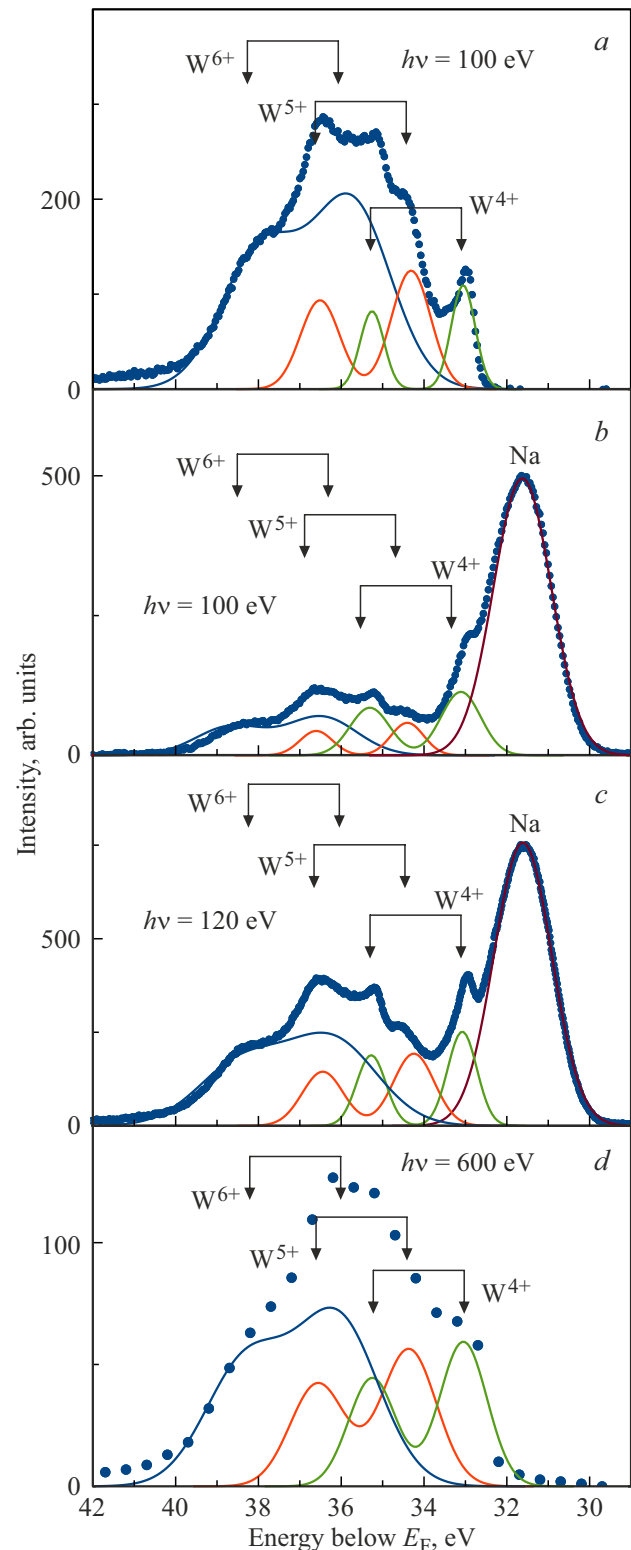 a
W⁶⁺
hν = 100 eV
W⁵⁺
200
W⁴⁺
0
b
Na
500
W⁶⁺
W⁵⁺
W⁴⁺
hν = 100 eV
0
c
W⁶⁺
Na
W⁵⁺
W⁴⁺
hν = 120 eV
500
0
d
hν = 600 eV
W⁶⁺
W⁵⁺
100
W⁴⁺
0
42 40 38 36 34 32 30
Energy below E_F, eV
Intensity, arb. units